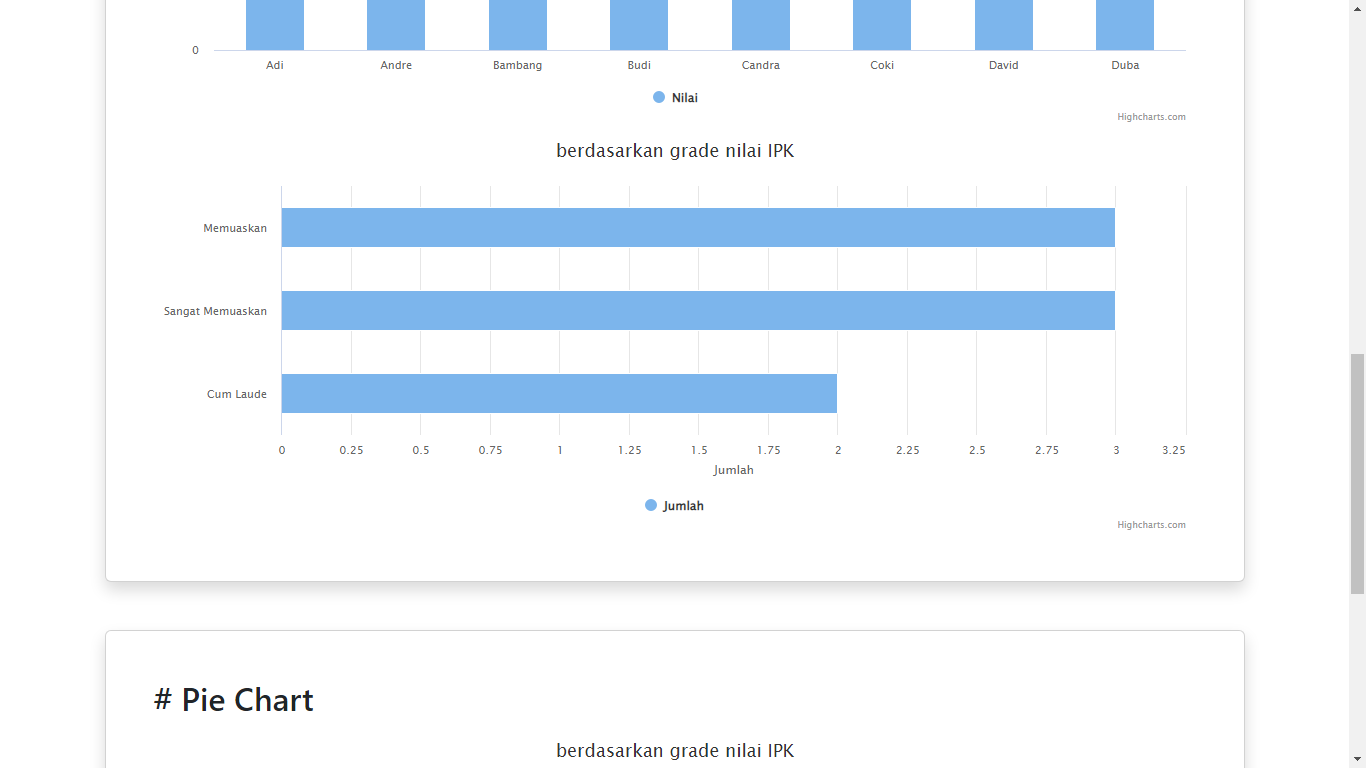 0
Adi Andre Bambang Budi Candra Coki David Duba
Nilai
Highcharts.com
berdasarkan grade nilai IPK
Memuaskan
Sangat Memuaskan
Cum Laude
0 0.25 0.5 0.75 1 1.25 1.5 1.75 2 2.25 2.5 2.75 3 3.25
Jumlah
Jumlah
Highcharts.com
# Pie Chart
berdasarkan grade nilai IPK